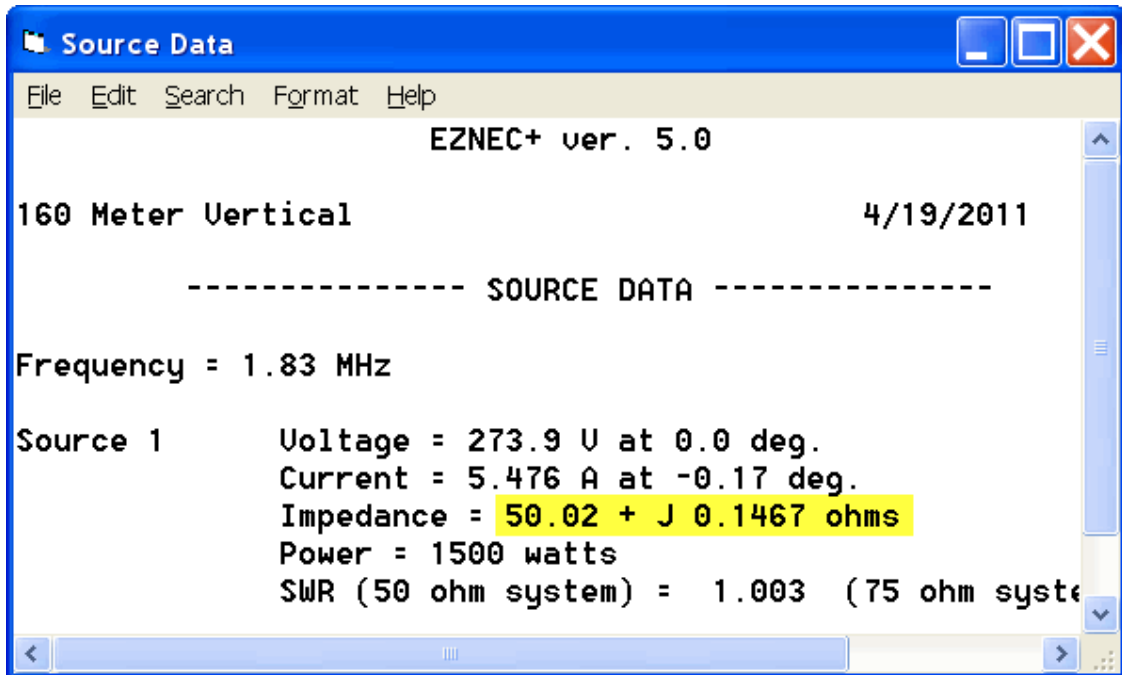 Source Data
File Edit Search Format Help
EZNEC+ ver. 5.0
160 Meter Vertical 4/19/2011
--------------- SOURCE DATA ---------------
Frequency = 1.83 MHz
Source 1 Voltage = 273.9 V at 0.0 deg.
Current = 5.476 A at -0.17 deg.
Impedance = 50.02 + J 0.1467 ohms
Power = 1500 watts
SWR (50 ohm system) = 1.003 (75 ohm syste